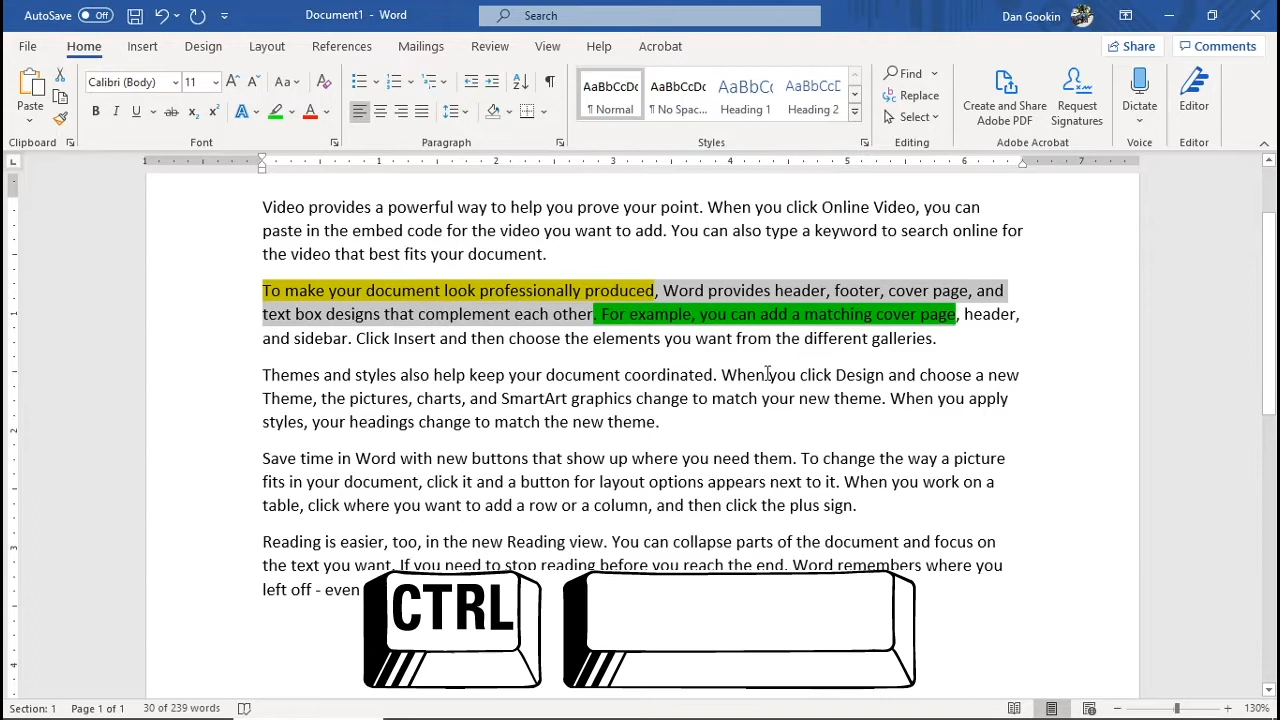 AutoSave Off Document1 - Word Search Dan Gookin
File Home Insert Design Layout References Mailings Review View Help Acrobat Share Comments
Paste Calibri (Body) 11 Aa AaBbCcDc AaBbCcDc AaBbC AaBbCcD Find Replace Select Create and Share Adobe PDF Request Signatures Dictate Editor
B I U ab x₂ x² A A ¶ Normal ¶ No Spac... Heading 1 Heading 2
Clipboard Font Paragraph Styles Editing Adobe Acrobat Voice Editor
1 1 2 3 4 5 6 7
Video provides a powerful way to help you prove your point. When you click Online Video, you can
paste in the embed code for the video you want to add. You can also type a keyword to search online for
the video that best fits your document.
To make your document look professionally produced, Word provides header, footer, cover page, and
text box designs that complement each other. For example, you can add a matching cover page, header,
and sidebar. Click Insert and then choose the elements you want from the different galleries.
Themes and styles also help keep your document coordinated. When you click Design and choose a new
Theme, the pictures, charts, and SmartArt graphics change to match your new theme. When you apply
styles, your headings change to match the new theme.
Save time in Word with new buttons that show up where you need them. To change the way a picture
fits in your document, click it and a button for layout options appears next to it. When you work on a
table, click where you want to add a row or a column, and then click the plus sign.
Reading is easier, too, in the new Reading view. You can collapse parts of the document and focus on
the text you want. If you need to stop reading before you reach the end, Word remembers where you
left off - even
CTRL
Section: 1 Page 1 of 1 30 of 239 words 130%